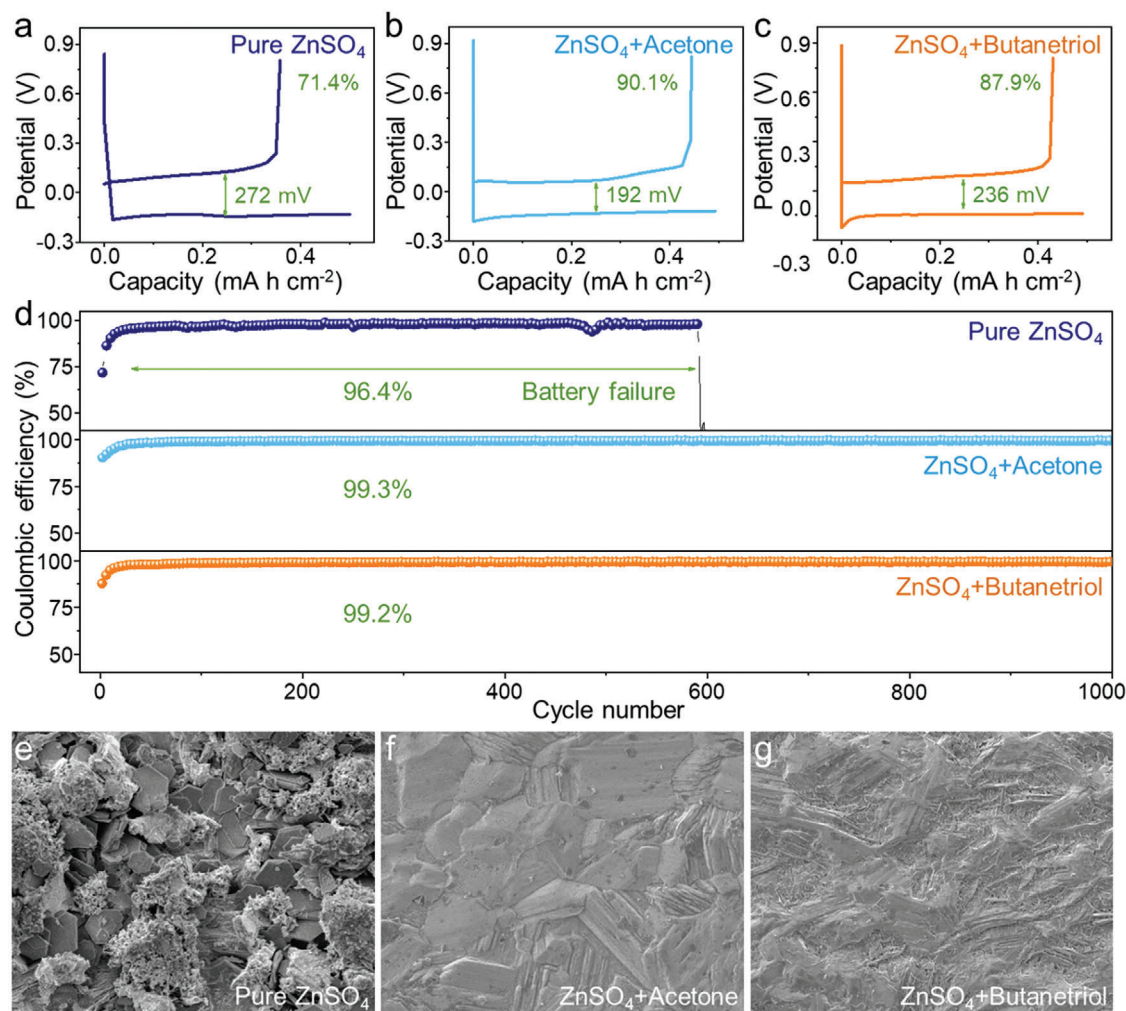 a
Pure ZnSO4
71.4%
272 mV
0.9
0.6
0.3
0.0
-0.3
Potential (V)
0.0
0.2
0.4
Capacity (mA h cm-2)
b
ZnSO4+Acetone
90.1%
192 mV
0.9
0.6
0.3
0.0
-0.3
Potential (V)
0.0
0.2
0.4
Capacity (mA h cm-2)
c
ZnSO4+Butanetriol
87.9%
236 mV
0.9
0.6
0.3
0.0
-0.3
Potential (V)
0.0
0.2
0.4
Capacity (mA h cm-2)
d
Coulombic efficiency (%)
100
75
50
Pure ZnSO4
96.4%
Battery failure
100
75
50
ZnSO4+Acetone
99.3%
100
75
50
ZnSO4+Butanetriol
99.2%
0
200
400
600
800
1000
Cycle number
e
Pure ZnSO4
f
ZnSO4+Acetone
g
ZnSO4+Butanetriol